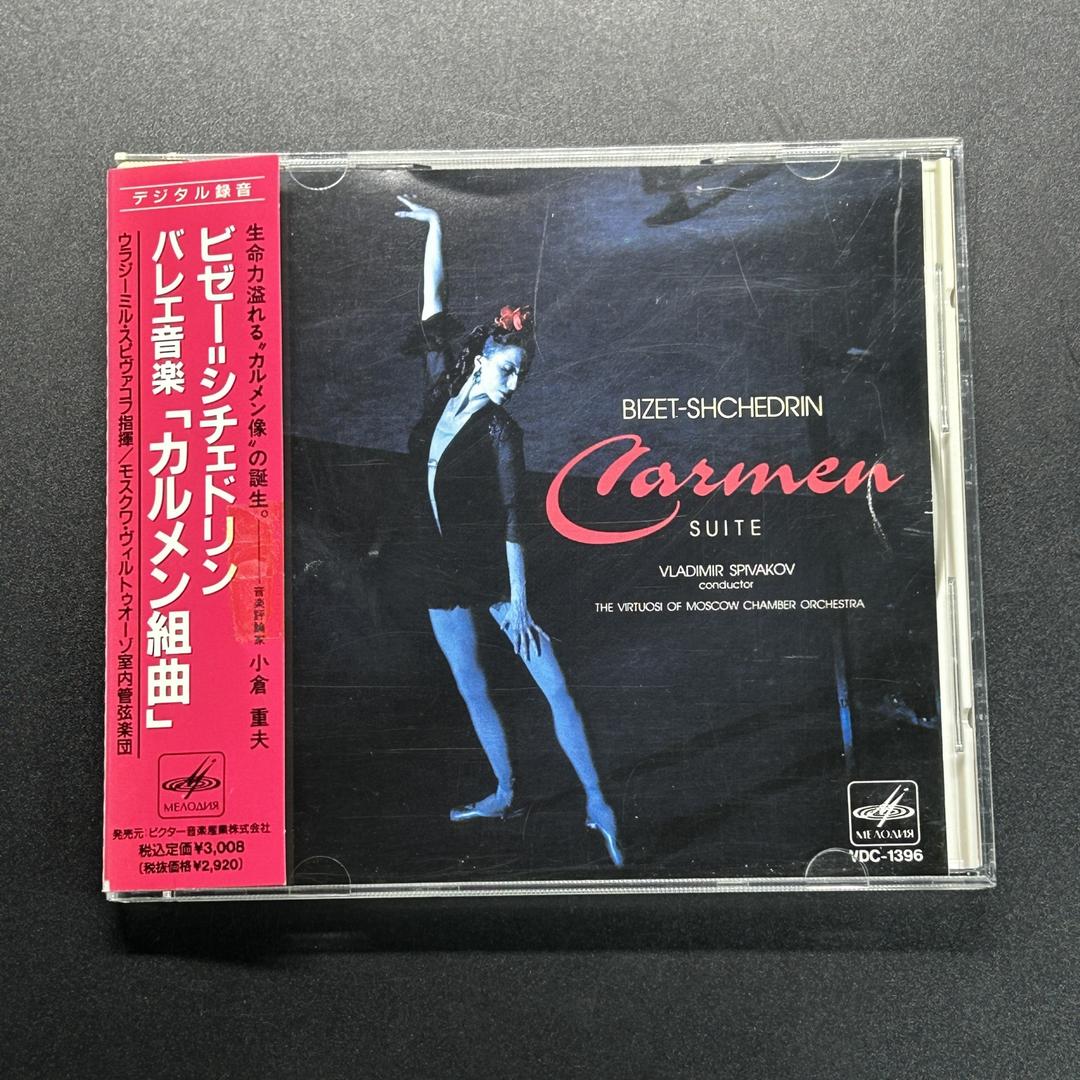 デジタル録音
生命力溢れる〝カルメン像〟の誕生。——音楽評論家 小倉 重夫
ビゼー=シチェドリン
バレエ音楽「カルメン組曲」
ウラジーミル・スピヴァコフ指揮/モスクワ・ヴィルトゥオーゾ室内管弦楽団
МЕЛОДИЯ
発売元:ビクター音楽産業株式会社
税込定価¥3,008
(税抜価格¥2,920)
BIZET-SHCHEDRIN
Carmen
SUITE
VLADIMIR SPIVAKOV
conductor
THE VIRTUOSI OF MOSCOW CHAMBER ORCHESTRA
МЕЛОДИЯ
VDC-1396